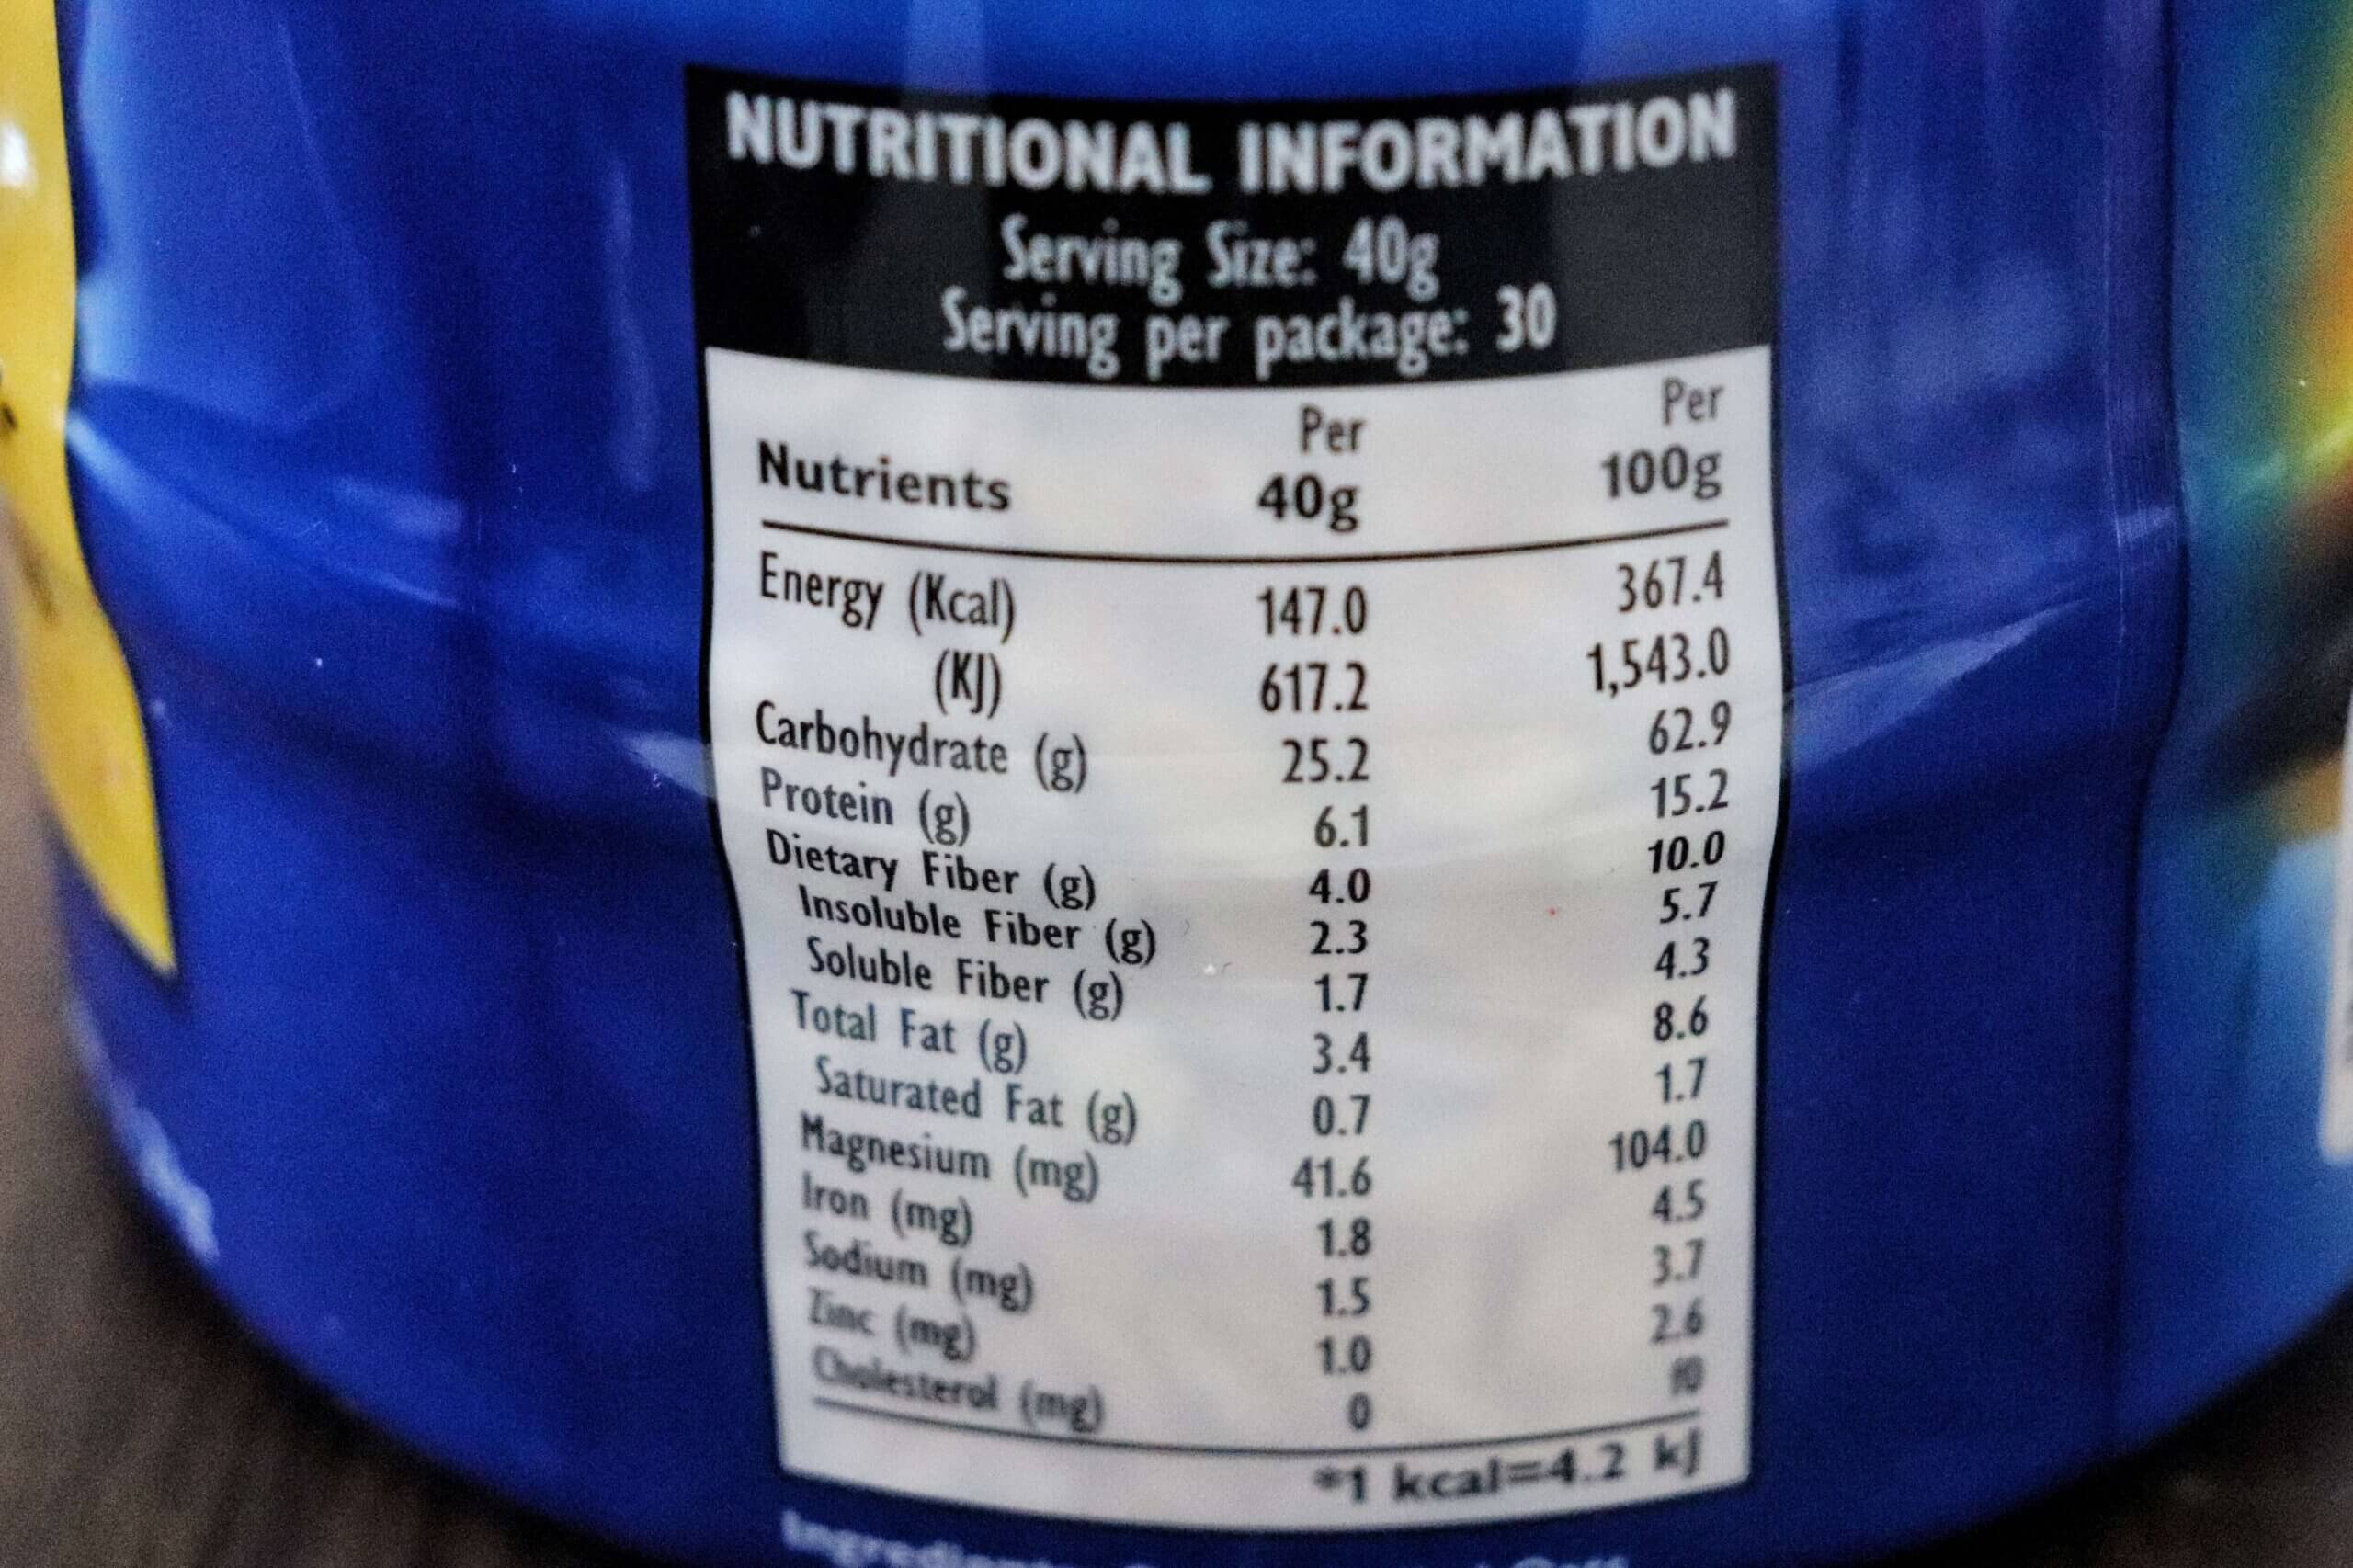 NUTRITIONAL INFORMATION
Serving Size: 40g
Serving per package: 30
Nutrients Per 40g Per 100g
Energy (Kcal) 147.0 367.4
(KJ) 617.2 1,543.0
Carbohydrate (g) 25.2 62.9
Protein (g) 6.1 15.2
Dietary Fiber (g) 4.0 10.0
Insoluble Fiber (g) 2.3 5.7
Soluble Fiber (g) 1.7 4.3
Total Fat (g) 3.4 8.6
Saturated Fat (g) 0.7 1.7
Magnesium (mg) 41.6 104.0
Iron (mg) 1.8 4.5
Sodium (mg) 1.5 3.7
Zinc (mg) 1.0 2.6
Cholesterol (mg) 0
*1 kcal=4.2 kJ